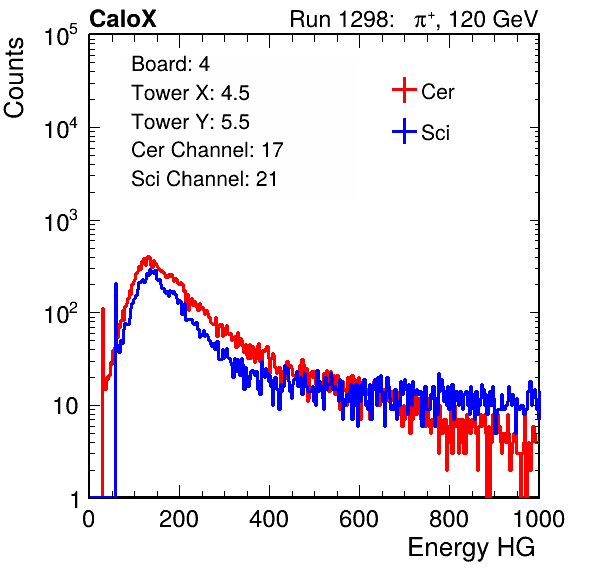 CaloX Run 1298: π⁺, 120 GeV
Counts
10⁵
10⁴
10³
10²
10
1
Board: 4
Tower X: 4.5
Tower Y: 5.5
Cer Channel: 17
Sci Channel: 21
Cer
Sci
0 200 400 600 800 1000
Energy HG